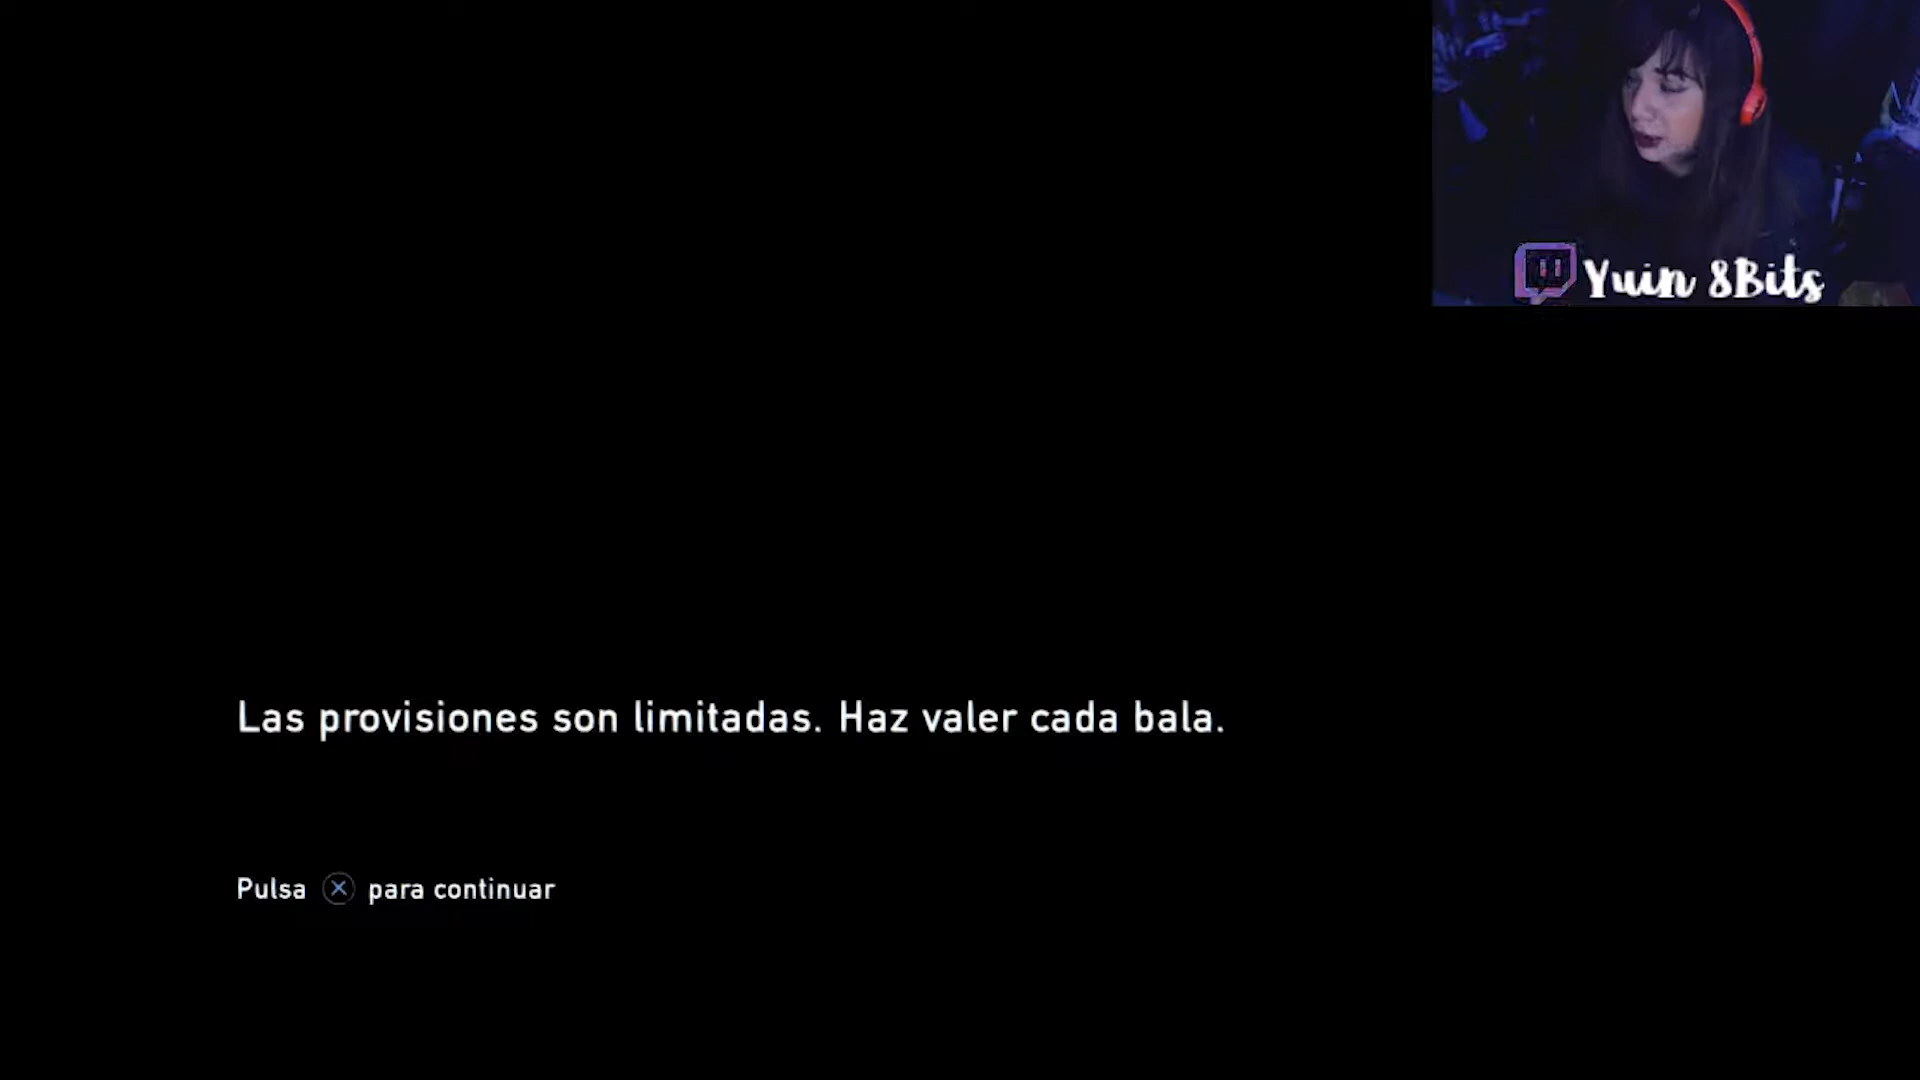 Yuin 8Bits
Las provisiones son limitadas. Haz valer cada bala.
Pulsa para continuar